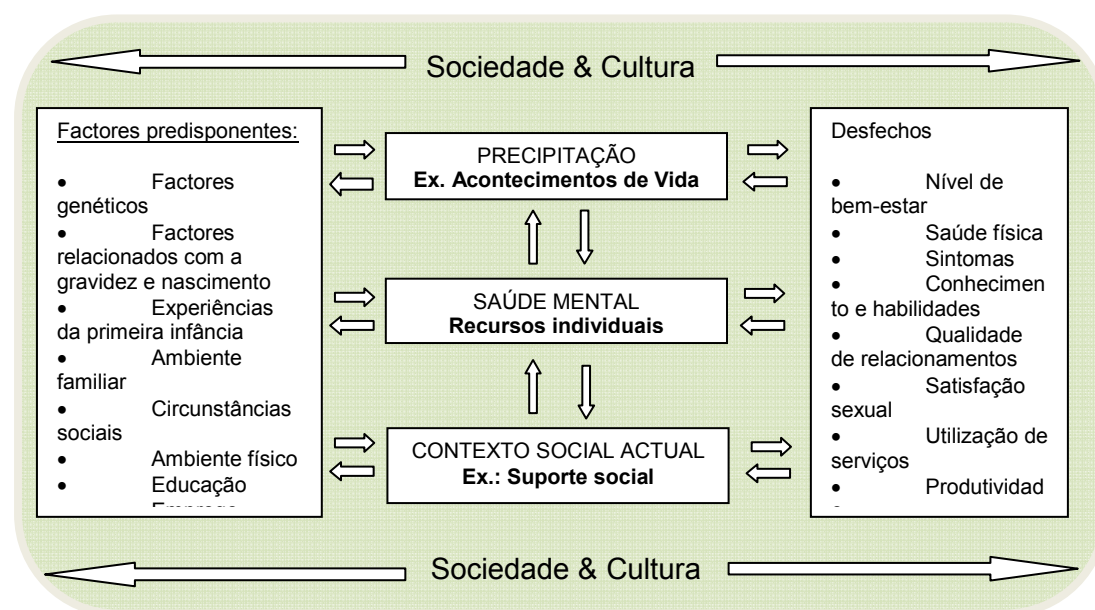 Sociedade & Cultura
Factores predisponentes:
• Factores
genéticos
• Factores
relacionados com a
gravidez e nascimento
• Experiências
da primeira infância
• Ambiente
familiar
• Circunstâncias
sociais
• Ambiente físico
• Educação
PRECIPITAÇÃO
Ex. Acontecimentos de Vida
SAÚDE MENTAL
Recursos individuais
CONTEXTO SOCIAL ACTUAL
Ex.: Suporte social
Desfechos
• Nível de
bem-estar
• Saúde física
• Sintomas
• Conhecimen
to e habilidades
• Qualidade
de relacionamentos
• Satisfação
sexual
• Utilização de
serviços
• Produtividad
Sociedade & Cultura